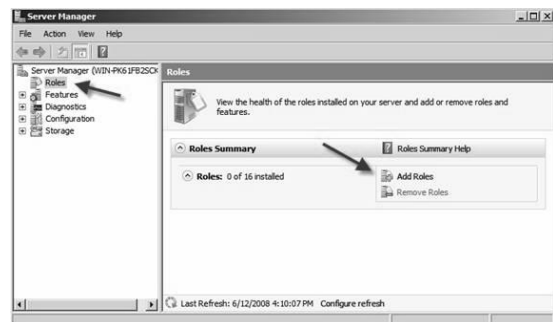 Server Manager
File Action View Help
Server Manager (WIN-PK61FB2SCK
Roles
Features
Diagnostics
Configuration
Storage
Roles
View the health of the roles installed on your server and add or remove roles and
features.
Roles Summary
Roles Summary Help
Roles: 0 of 16 installed
Add Roles
Remove Roles
Last Refresh: 6/12/2008 4:10:07 PM Configure refresh